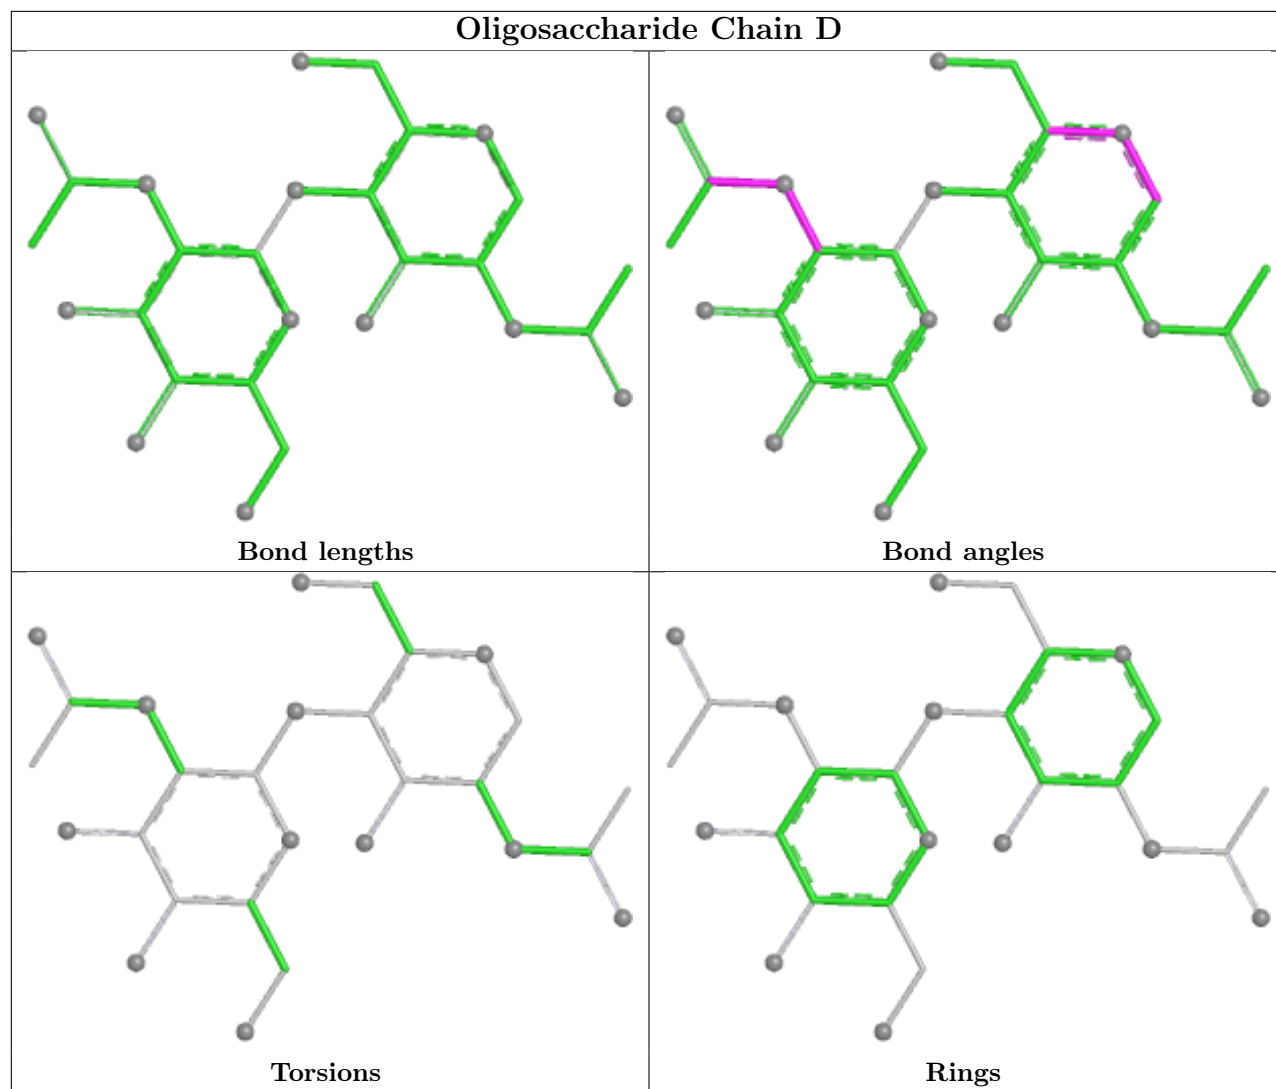 Oligosaccharide Chain D
Bond lengths
Bond angles
Torsions
Rings